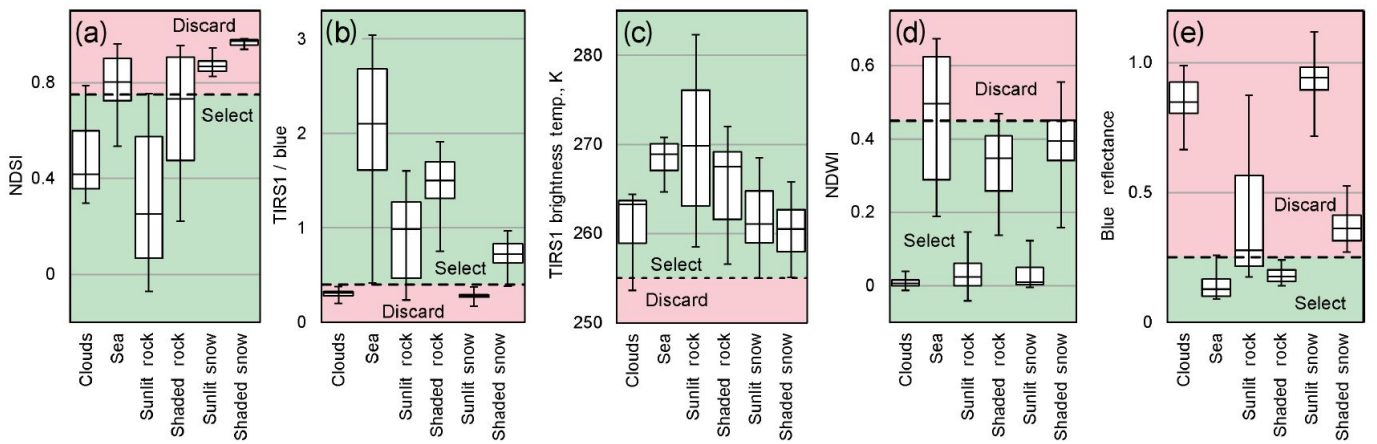 (a)
Discard
Select
NDSI
0.8
0.4
0
Clouds
Sea
Sunlit rock
Shaded rock
Sunlit snow
Shaded snow
(b)
Select
Discard
TIRS1 / blue
3
2
1
0
Clouds
Sea
Sunlit rock
Shaded rock
Sunlit snow
Shaded snow
(c)
Select
Discard
TIRS1 brightness temp., K
280
270
260
250
Clouds
Sea
Sunlit rock
Shaded rock
Sunlit snow
Shaded snow
(d)
Discard
Select
NDWI
0.6
0.4
0.2
0
Clouds
Sea
Sunlit rock
Shaded rock
Sunlit snow
Shaded snow
(e)
Discard
Select
Blue reflectance
1.0
0.5
0
Clouds
Sea
Sunlit rock
Shaded rock
Sunlit snow
Shaded snow